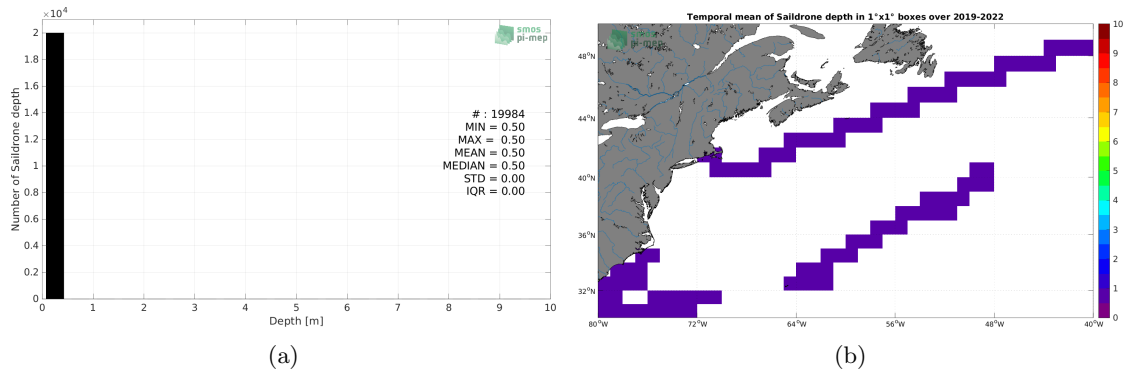 ×10⁴
2
1.8
1.6
1.4
1.2
1
0.8
0.6
0.4
0.2
0
Number of Saildrone depth
smos
pi-mep
# : 19984
MIN = 0.50
MAX = 0.50
MEAN = 0.50
MEDIAN = 0.50
STD = 0.00
IQR = 0.00
0 1 2 3 4 5 6 7 8 9 10
Depth [m]
(a)
Temporal mean of Saildrone depth in 1°x1° boxes over 2019-2022
smos
pi-mep
48°N
44°N
40°N
36°N
32°N
80°W 72°W 64°W 56°W 48°W 40°W
10
9
8
7
6
5
4
3
2
1
0
(b)